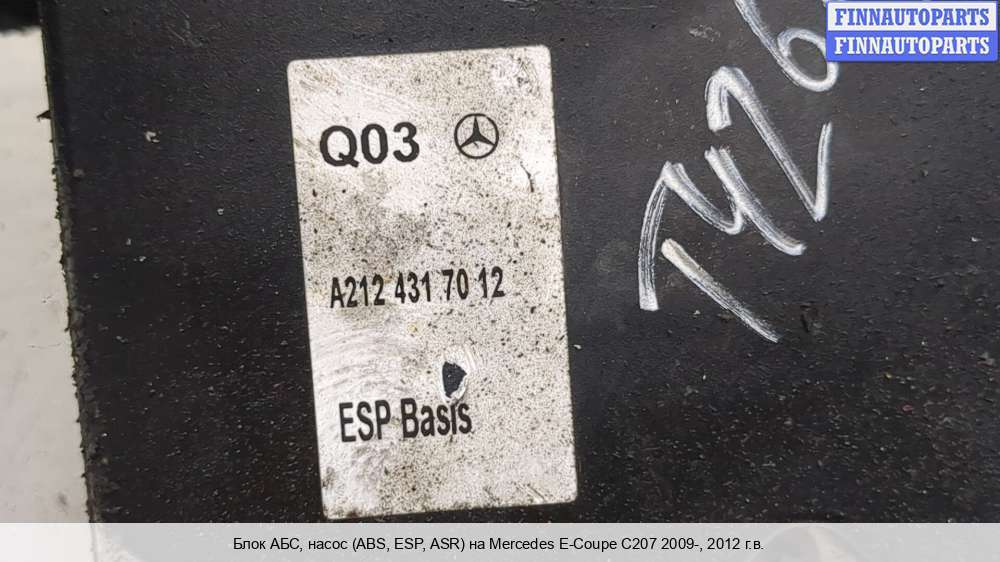 FINNAUTOPARTS
FINNAUTOPARTS
Q03
A212 431 70 12
ESP Basis
Блок АБС, насос (ABS, ESP, ASR) на Mercedes E-Coupe C207 2009-, 2012 г.в.